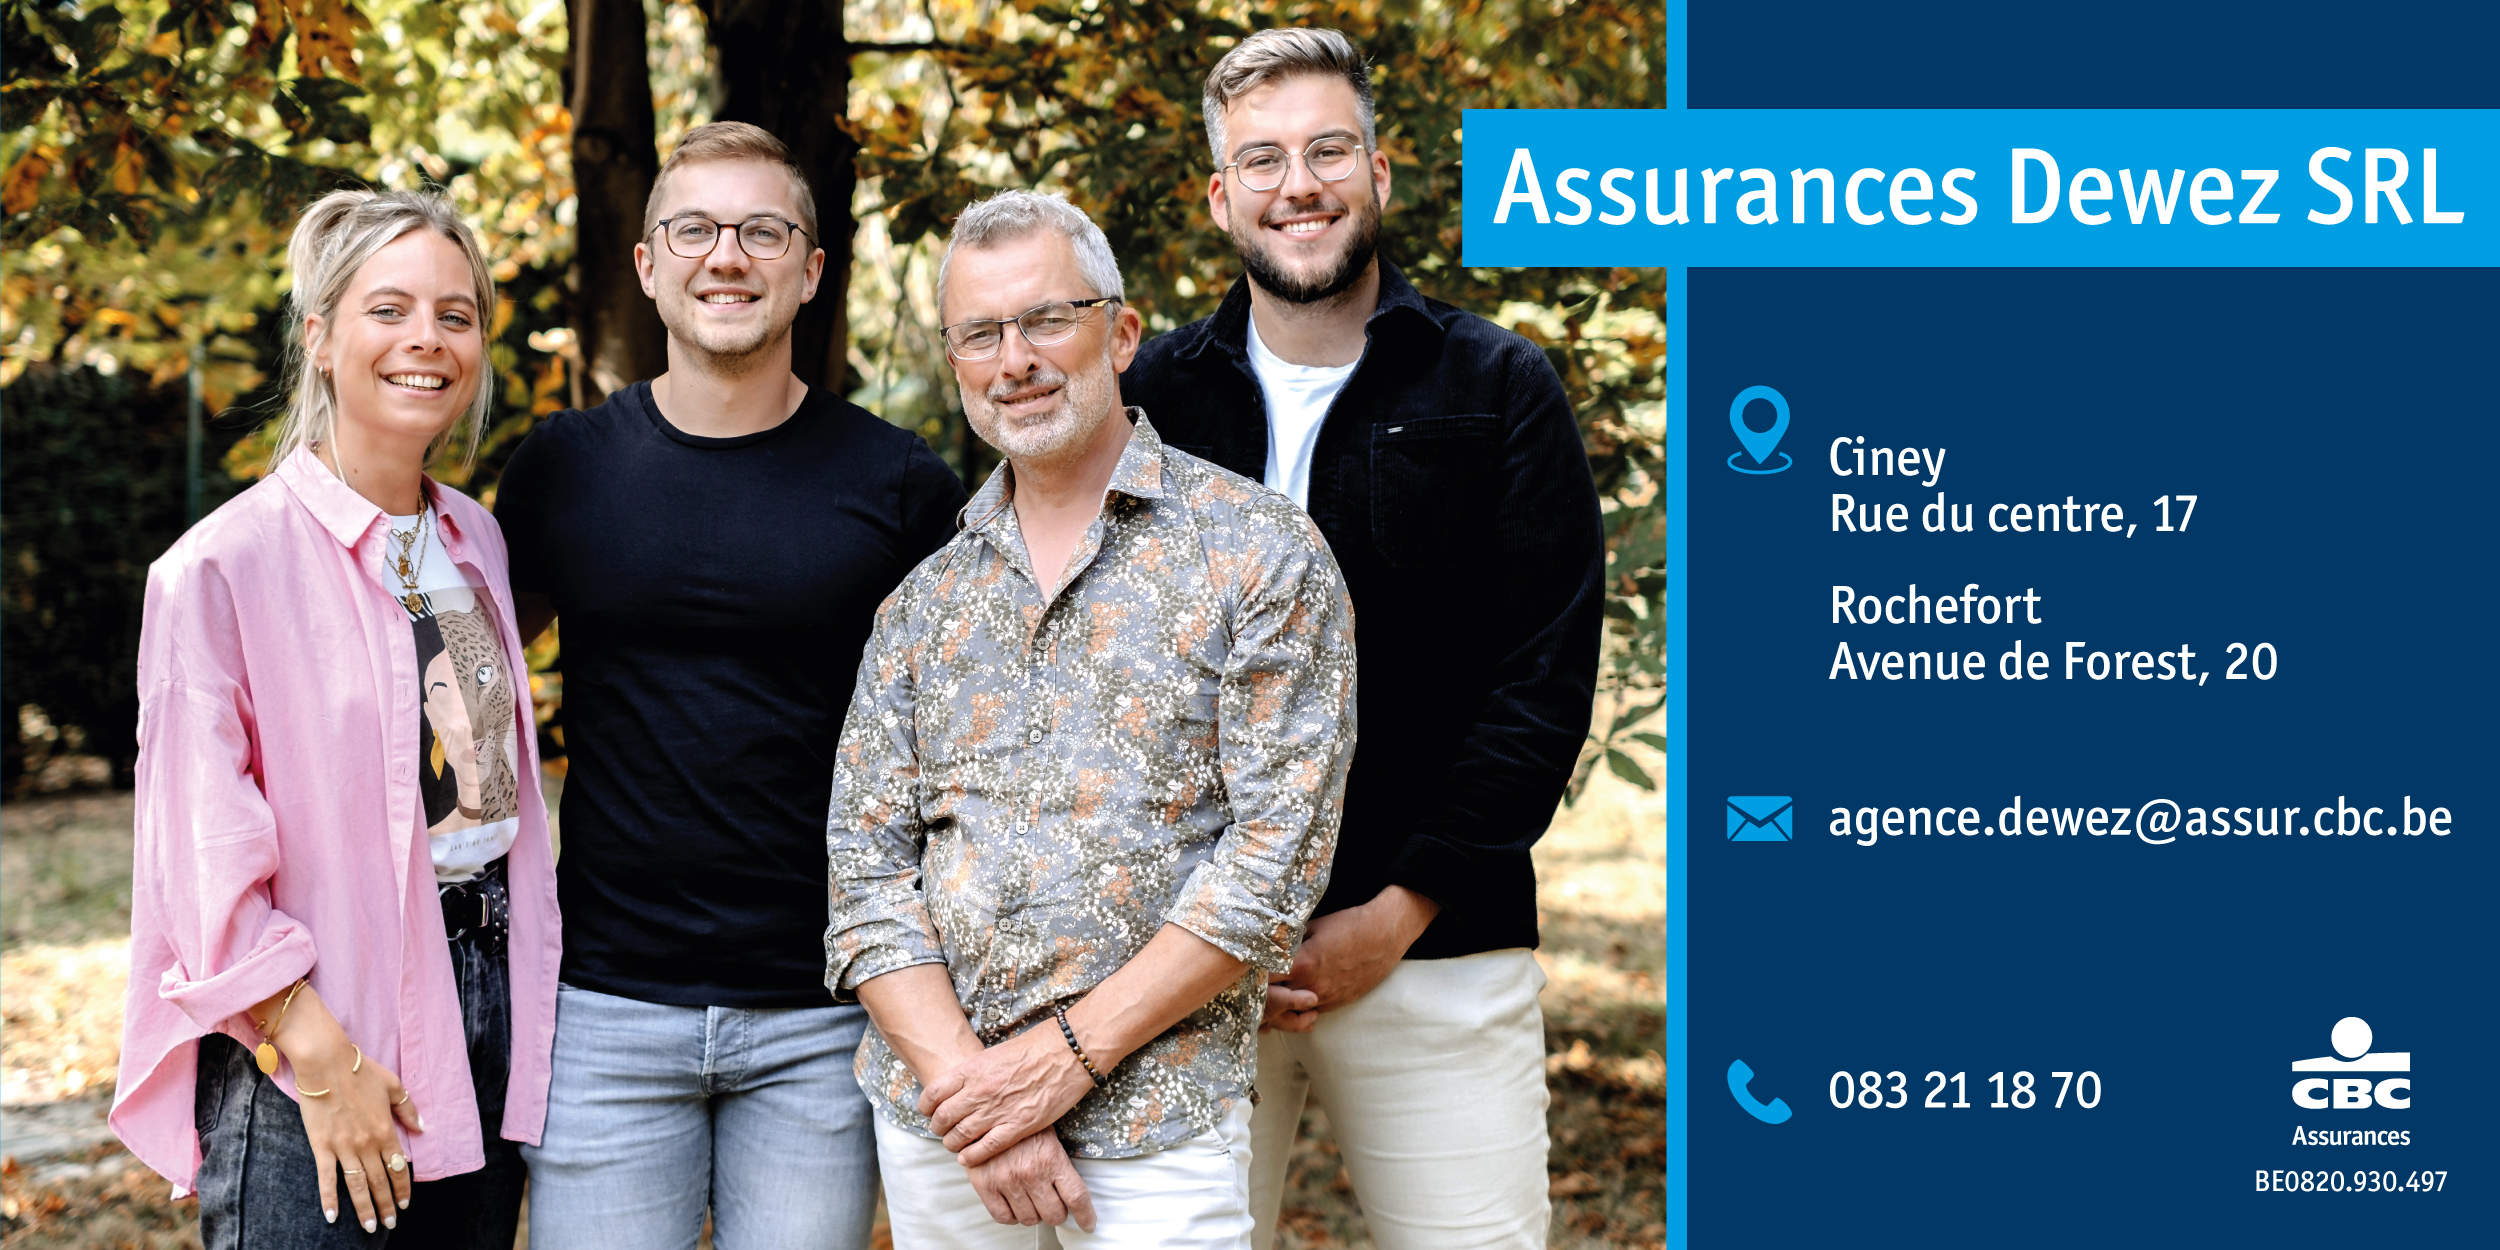 Assurances Dewez SRL
Ciney
Rue du centre, 17
Rochefort
Avenue de Forest, 20
agence.dewez@assur.cbc.be
083 21 18 70
CBC
Assurances
BE0820.930.497